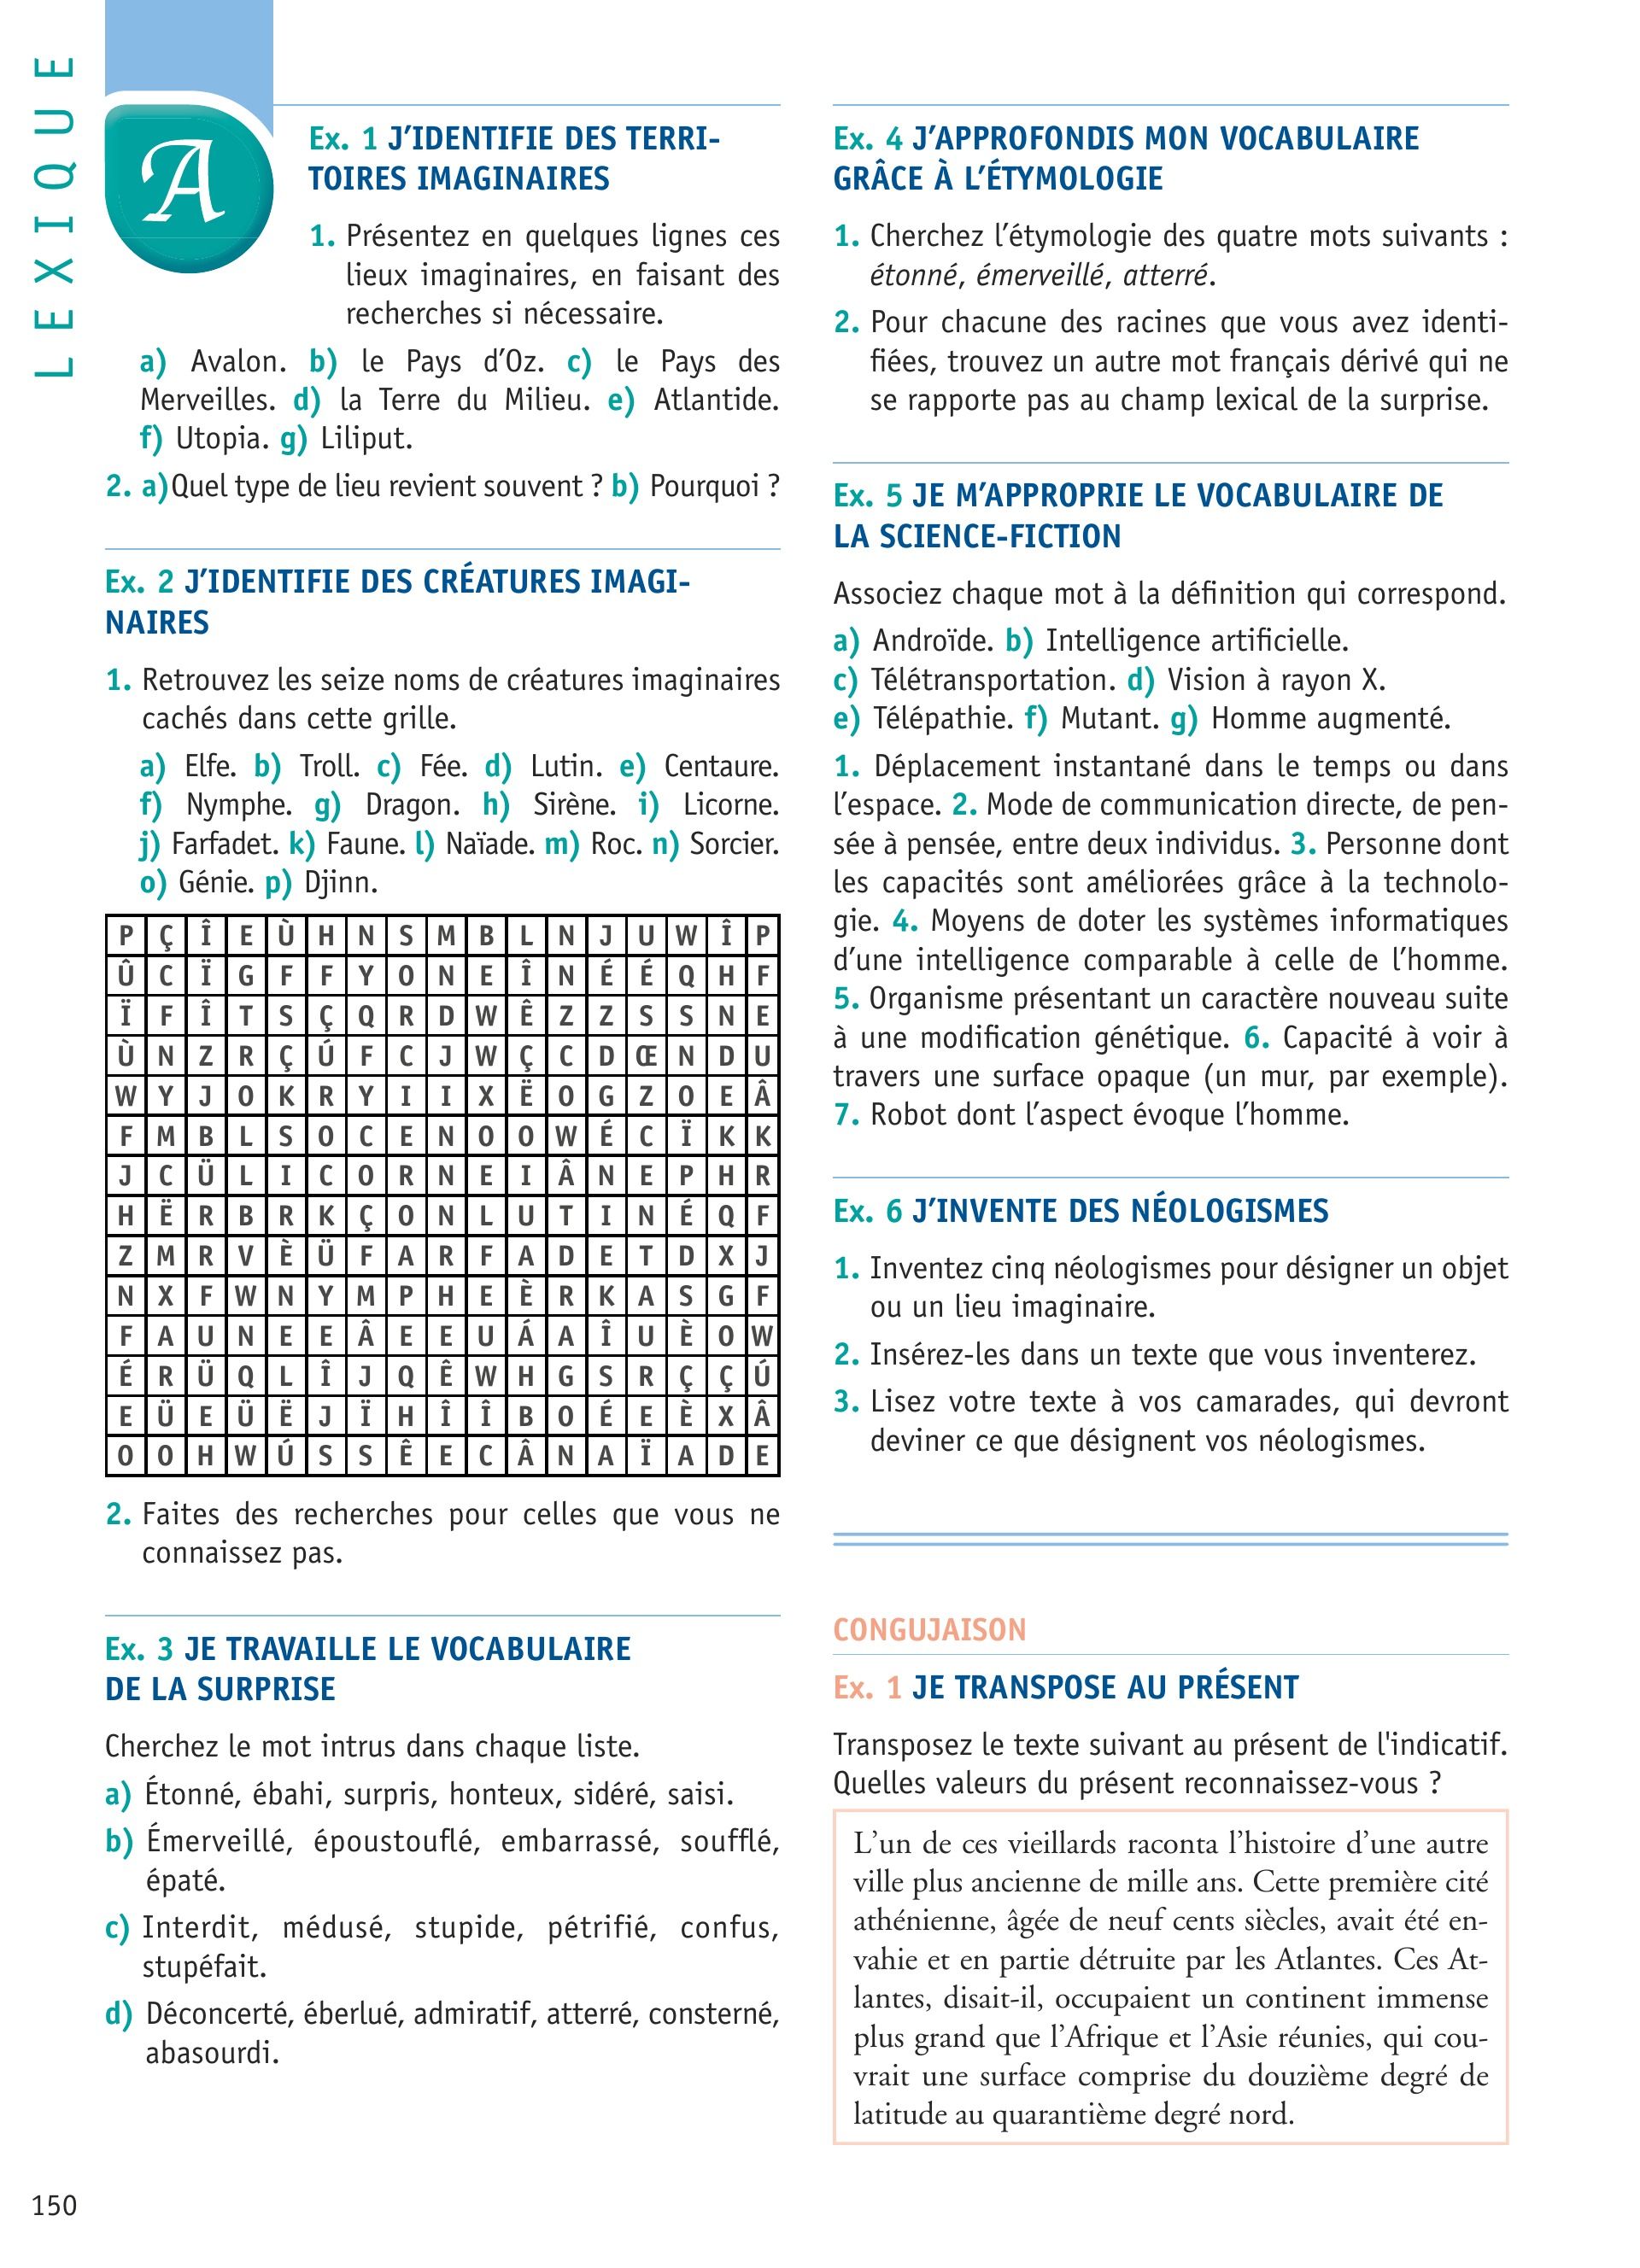 LEXIQUE
A
Ex. 1 J’IDENTIFIE DES TERRI-
TOIRES IMAGINAIRES
1. Présentez en quelques lignes ces
lieux imaginaires, en faisant des
recherches si nécessaire.
a) Avalon. b) le Pays d’Oz. c) le Pays des
Merveilles. d) la Terre du Milieu. e) Atlantide.
f) Utopia. g) Liliput.
2. a)Quel type de lieu revient souvent ? b) Pourquoi ?
Ex. 2 J’IDENTIFIE DES CRÉATURES IMAGI-
NAIRES
1. Retrouvez les seize noms de créatures imaginaires
cachés dans cette grille.
a) Elfe. b) Troll. c) Fée. d) Lutin. e) Centaure.
f) Nymphe. g) Dragon. h) Sirène. i) Licorne.
j) Farfadet. k) Faune. l) Naïade. m) Roc. n) Sorcier.
o) Génie. p) Djinn.
P Ç Î E Ù H N S M B L N J U W Î P
Û C Ï G F F Y O N E Î N É É Q H F
Ï F Î T S Ç Q R D W Ê Z Z S S N E
Ù N Z R Ç Ú F C J W Ç C D Œ N D U
W Y J O K R Y I I X Ë O G Z O E Â
F M B L S O C E N O O W É C Ï K K
J C Ü L I C O R N E I Â N E P H R
H Ë R B R K Ç O N L U T I N É Q F
Z M R V È Ü F A R F A D E T D X J
N X F W N Y M P H E È R K A S G F
F A U N E E Â E E U Á A Î U È O W
É R Ü Q L Î J Q Ê W H G S R Ç Ç Ú
E Ü E Ü Ë J Ï H Î Î B O É E È X Â
O O H W Ú S S Ê E C Â N A Ï A D E
2. Faites des recherches pour celles que vous ne
connaissez pas.
Ex. 3 JE TRAVAILLE LE VOCABULAIRE
DE LA SURPRISE
Cherchez le mot intrus dans chaque liste.
a) Étonné, ébahi, surpris, honteux, sidéré, saisi.
b) Émerveillé, époustouflé, embarrassé, soufflé,
épaté.
c) Interdit, médusé, stupide, pétrifié, confus,
stupéfait.
d) Déconcerté, éberlué, admiratif, atterré, consterné,
abasourdi.
Ex. 4 J’APPROFONDIS MON VOCABULAIRE
GRÂCE À L’ÉTYMOLOGIE
1. Cherchez l’étymologie des quatre mots suivants :
étonné, émerveillé, atterré.
2. Pour chacune des racines que vous avez identi-
fiées, trouvez un autre mot français dérivé qui ne
se rapporte pas au champ lexical de la surprise.
Ex. 5 JE M’APPROPRIE LE VOCABULAIRE DE
LA SCIENCE-FICTION
Associez chaque mot à la définition qui correspond.
a) Androïde. b) Intelligence artificielle.
c) Télétransportation. d) Vision à rayon X.
e) Télépathie. f) Mutant. g) Homme augmenté.
1. Déplacement instantané dans le temps ou dans
l’espace. 2. Mode de communication directe, de pen-
sée à pensée, entre deux individus. 3. Personne dont
les capacités sont améliorées grâce à la technolo-
gie. 4. Moyens de doter les systèmes informatiques
d’une intelligence comparable à celle de l’homme.
5. Organisme présentant un caractère nouveau suite
à une modification génétique. 6. Capacité à voir à
travers une surface opaque (un mur, par exemple).
7. Robot dont l’aspect évoque l’homme.
Ex. 6 J’INVENTE DES NÉOLOGISMES
1. Inventez cinq néologismes pour désigner un objet
ou un lieu imaginaire.
2. Insérez-les dans un texte que vous inventerez.
3. Lisez votre texte à vos camarades, qui devront
deviner ce que désignent vos néologismes.
CONGUJAISON
Ex. 1 JE TRANSPOSE AU PRÉSENT
Transposez le texte suivant au présent de l'indicatif.
Quelles valeurs du présent reconnaissez-vous ?
L’un de ces vieillards raconta l’histoire d’une autre
ville plus ancienne de mille ans. Cette première cité
athénienne, âgée de neuf cents siècles, avait été en-
vahie et en partie détruite par les Atlantes. Ces At-
lantes, disait-il, occupaient un continent immense
plus grand que l’Afrique et l’Asie réunies, qui cou-
vrait une surface comprise du douzième degré de
latitude au quarantième degré nord.
150